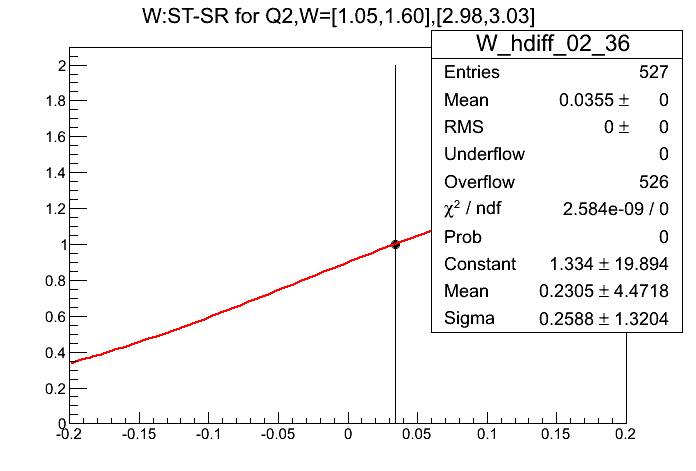 W:ST-SR for Q2,W=[1.05,1.60],[2.98,3.03]
W_hdiff_02_36
Entries 527
Mean 0.0355 ± 0
RMS 0 ± 0
Underflow 0
Overflow 526
χ² / ndf 2.584e-09 / 0
Prob 0
Constant 1.334 ± 19.894
Mean 0.2305 ± 4.4718
Sigma 0.2588 ± 1.3204
2
1.8
1.6
1.4
1.2
1
0.8
0.6
0.4
0.2
0
-0.2 -0.15 -0.1 -0.05 0 0.05 0.1 0.15 0.2